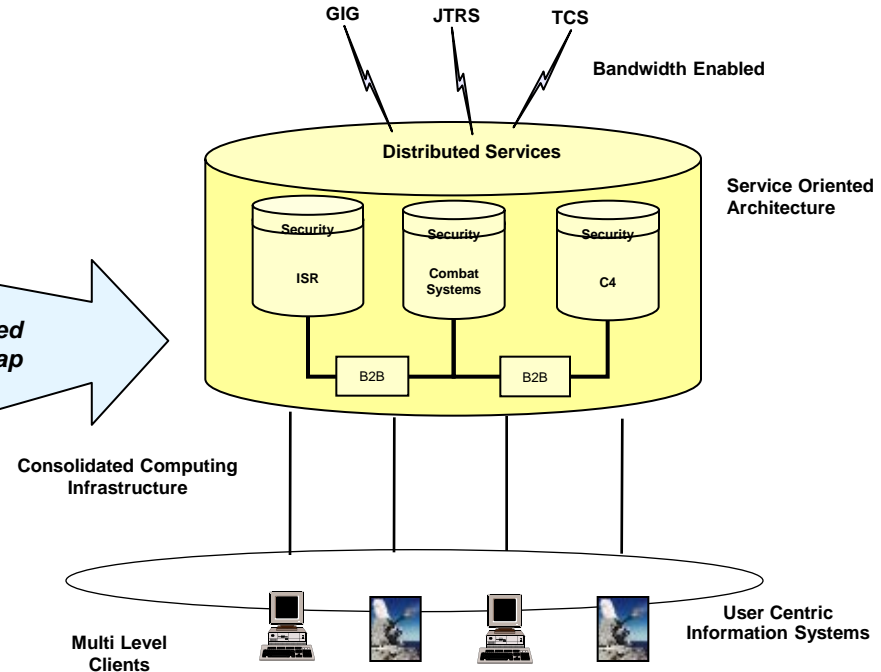 GIG
JTRS
TCS
Bandwidth Enabled
Distributed Services
Service Oriented
Architecture
Security
ISR
Security
Combat
Systems
Security
C4
B2B
B2B
Consolidated Computing
Infrastructure
Multi Level
Clients
User Centric
Information Systems